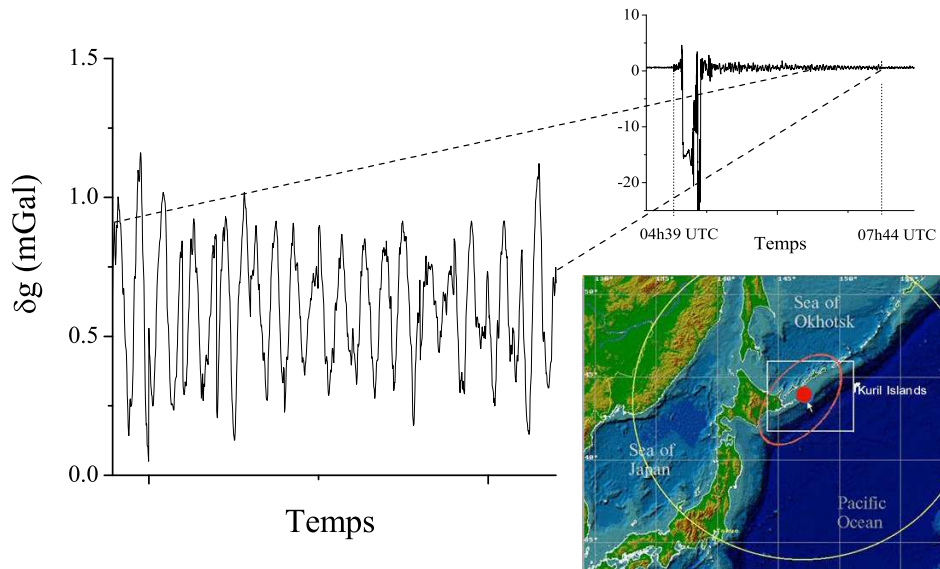 1.5
1.0
0.5
0.0
δg (mGal)
Temps
10
0
-10
-20
04h39 UTC
07h44 UTC
Temps
Sea of
Okhotsk
Kuril Islands
Sea of
Japan
Pacific
Ocean